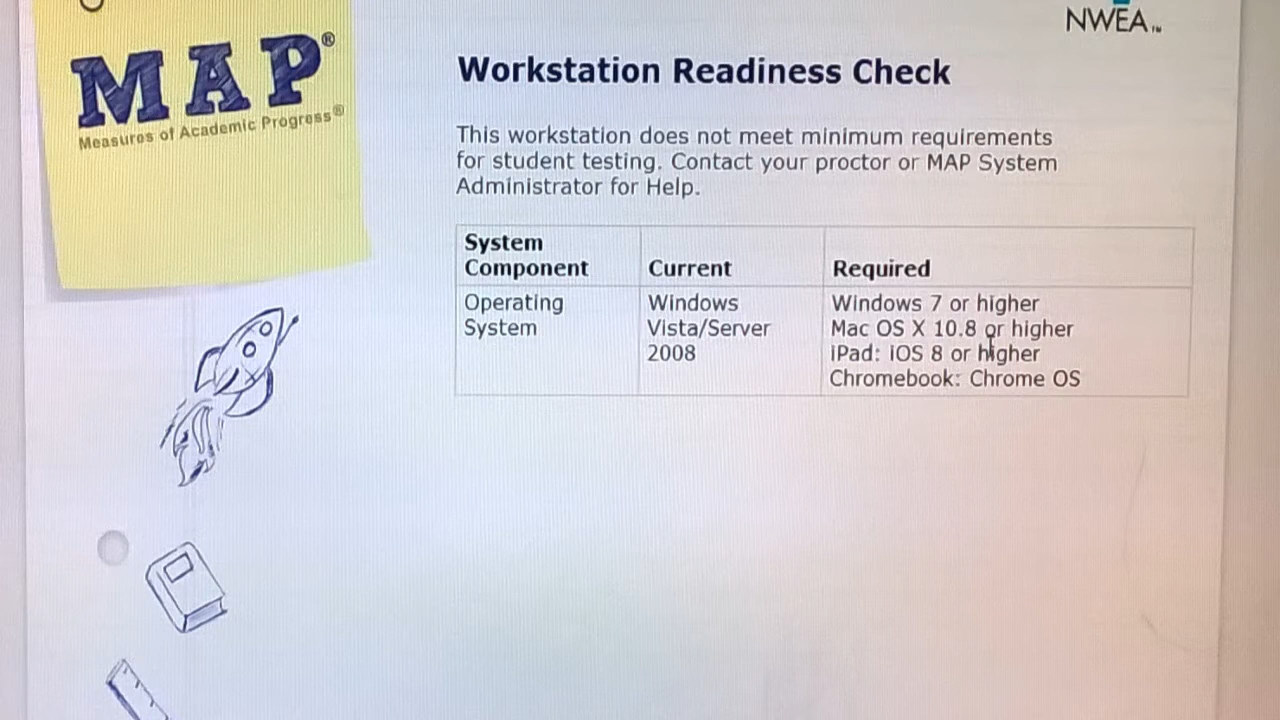 NWEA™
MAP®
Measures of Academic Progress®
Workstation Readiness Check
This workstation does not meet minimum requirements
for student testing. Contact your proctor or MAP System
Administrator for Help.
System
Component
Current
Required
Operating
System
Windows
Vista/Server
2008
Windows 7 or higher
Mac OS X 10.8 or higher
iPad: iOS 8 or higher
Chromebook: Chrome OS